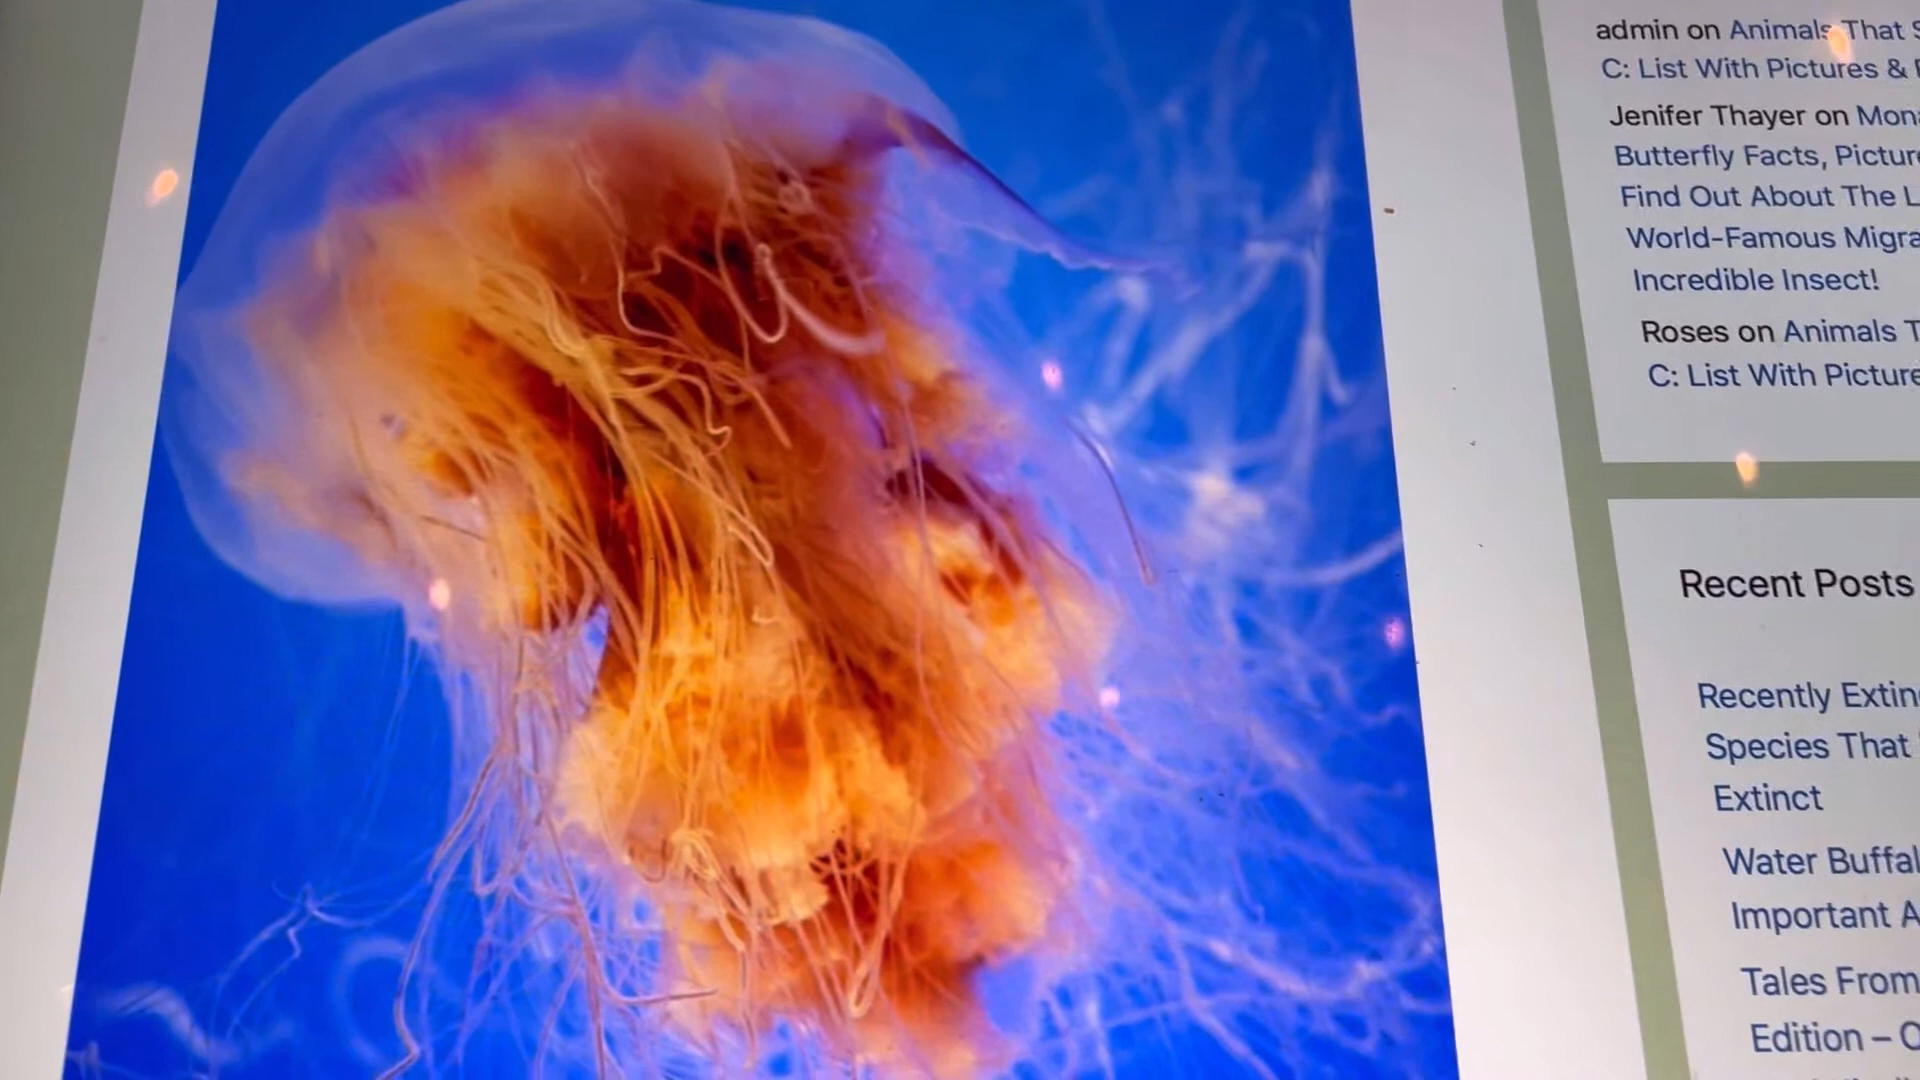 admin on Animals That
C: List With Pictures &
Jenifer Thayer on
Butterfly Facts,
Find Out About The
World-Famous
Incredible Insect!
Roses on Animals
C: List With
Recent Posts
Recently
Species That
Extinct
Water
Important
Tales From
Edition –